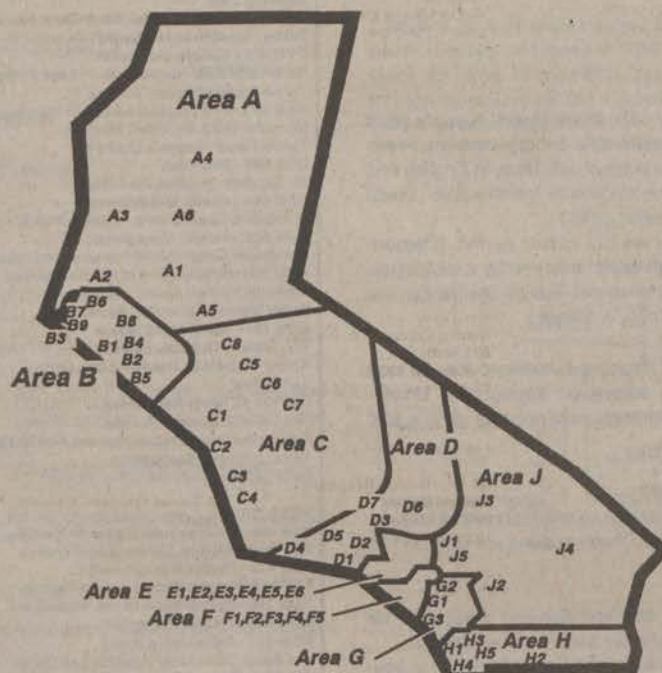 Area A
A4
A3 A6
A1
A2
B6
B7
B9
B8
A5
B3
B1 B4
B2
B5
Area B
C8
C5
C6
C7
C1
C2
Area C
Area D
C3
C4
Area J
J3
D7
D6
D3
D5
D2
D4
D1
J1
J5
J4
J2
Area E E1,E2,E3,E4,E5,E6
G2
G1
Area F F1,F2,F3,F4,F5
G3
Area G
Area H
H1 H3
H5
H4 H2